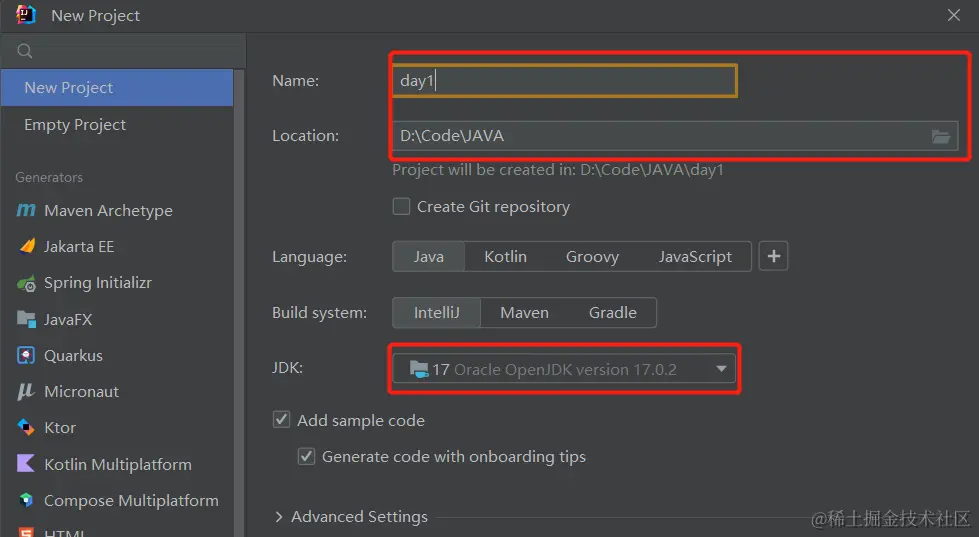 New Project
New Project
Empty Project
Generators
Maven Archetype
Jakarta EE
Spring Initializr
JavaFX
Quarkus
Micronaut
Ktor
Kotlin Multiplatform
Compose Multiplatform
HTML
Name:
day1
Location:
D:\Code\JAVA
Project will be created in: D:\Code\JAVA\day1
Create Git repository
Language:
Java Kotlin Groovy JavaScript +
Build system:
IntelliJ Maven Gradle
JDK:
17 Oracle OpenJDK version 17.0.2
Add sample code
Generate code with onboarding tips
Advanced Settings
@稀土掘金技术社区